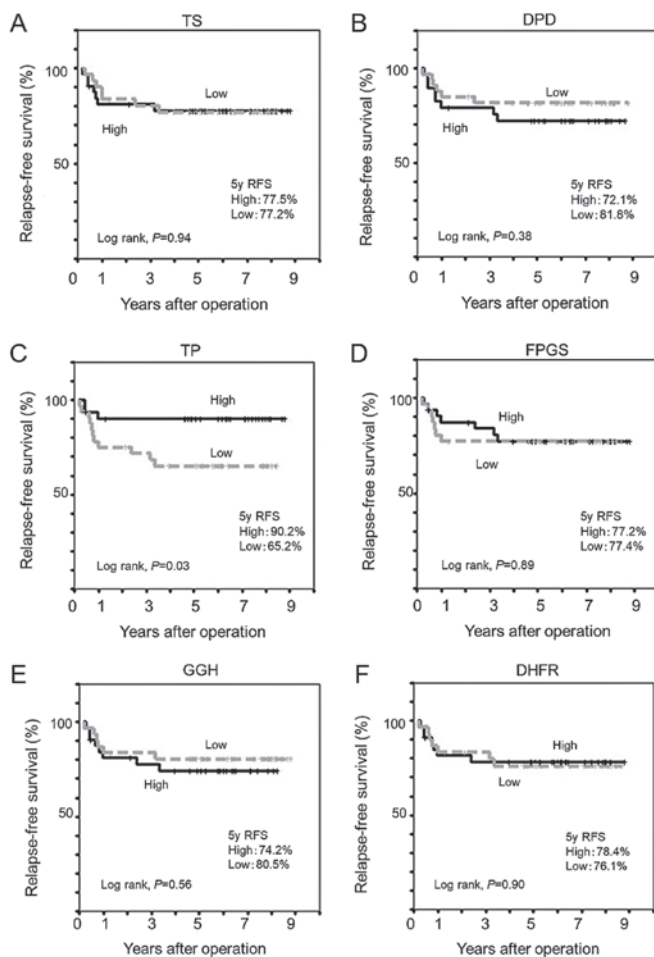 A
TS
Relapse-free survival (%)
100
50
Low
High
5y RFS
High:77.5%
Low:77.2%
Log rank, P=0.94
0 1 3 5 7 9
Years after operation
B
DPD
Relapse-free survival (%)
100
50
Low
High
5y RFS
High:72.1%
Low:81.8%
Log rank, P=0.38
0 1 3 5 7 9
Years after operation
C
TP
Relapse-free survival (%)
100
50
High
Low
5y RFS
High:90.2%
Low:65.2%
Log rank, P=0.03
0 1 3 5 7 9
Years after operation
D
FPGS
Relapse-free survival (%)
100
50
High
Low
5y RFS
High:77.2%
Low:77.4%
Log rank, P=0.89
0 1 3 5 7 9
Years after operation
E
GGH
Relapse-free survival (%)
100
50
Low
High
5y RFS
High:74.2%
Low:80.5%
Log rank, P=0.56
0 1 3 5 7 9
Years after operation
F
DHFR
Relapse-free survival (%)
100
50
High
Low
5y RFS
High:78.4%
Low:76.1%
Log rank, P=0.90
0 1 3 5 7 9
Years after operation